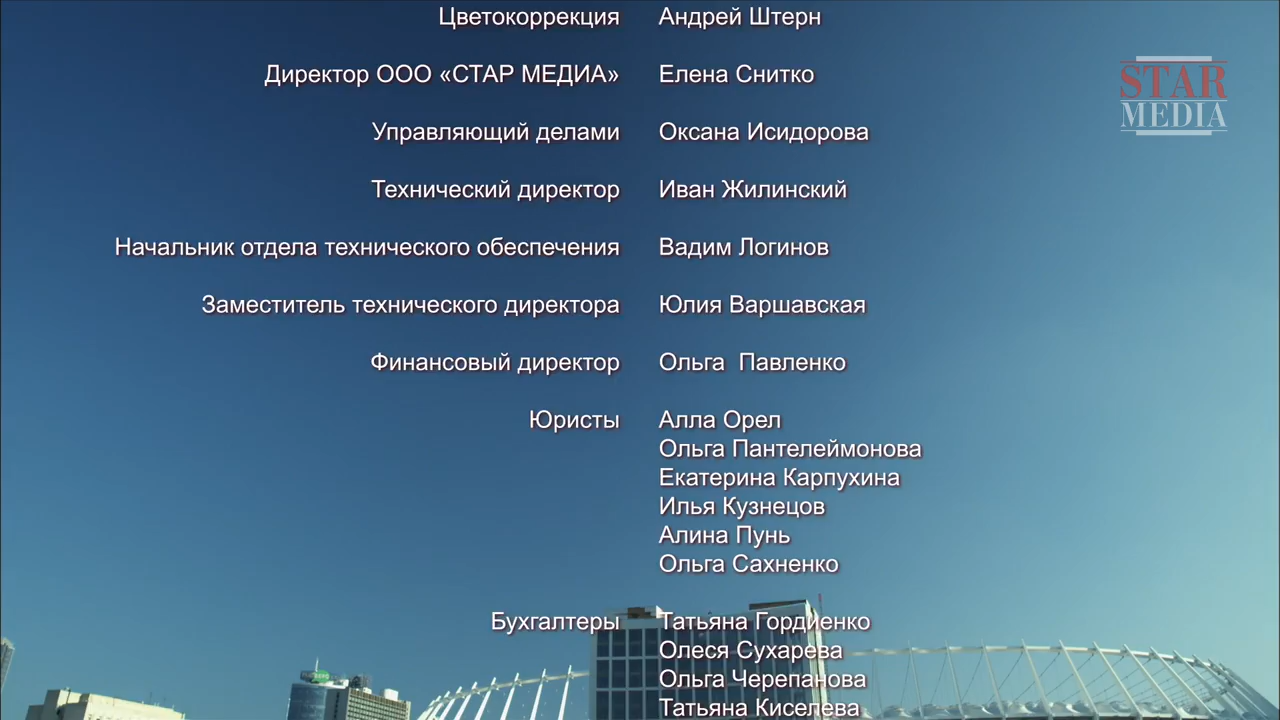 Цветокоррекция Андрей Штерн
Директор ООО «СТАР МЕДИА» Елена Снитко
STAR
MEDIA
Управляющий делами Оксана Исидорова
Технический директор Иван Жилинский
Начальник отдела технического обеспечения Вадим Логинов
Заместитель технического директора Юлия Варшавская
Финансовый директор Ольга Павленко
Юристы Алла Орел
Ольга Пантелеймонова
Екатерина Карпухина
Илья Кузнецов
Алина Пунь
Ольга Сахненко
Бухгалтеры Татьяна Гордиенко
Олеся Сухарева
Ольга Черепанова
Татьяна Киселева